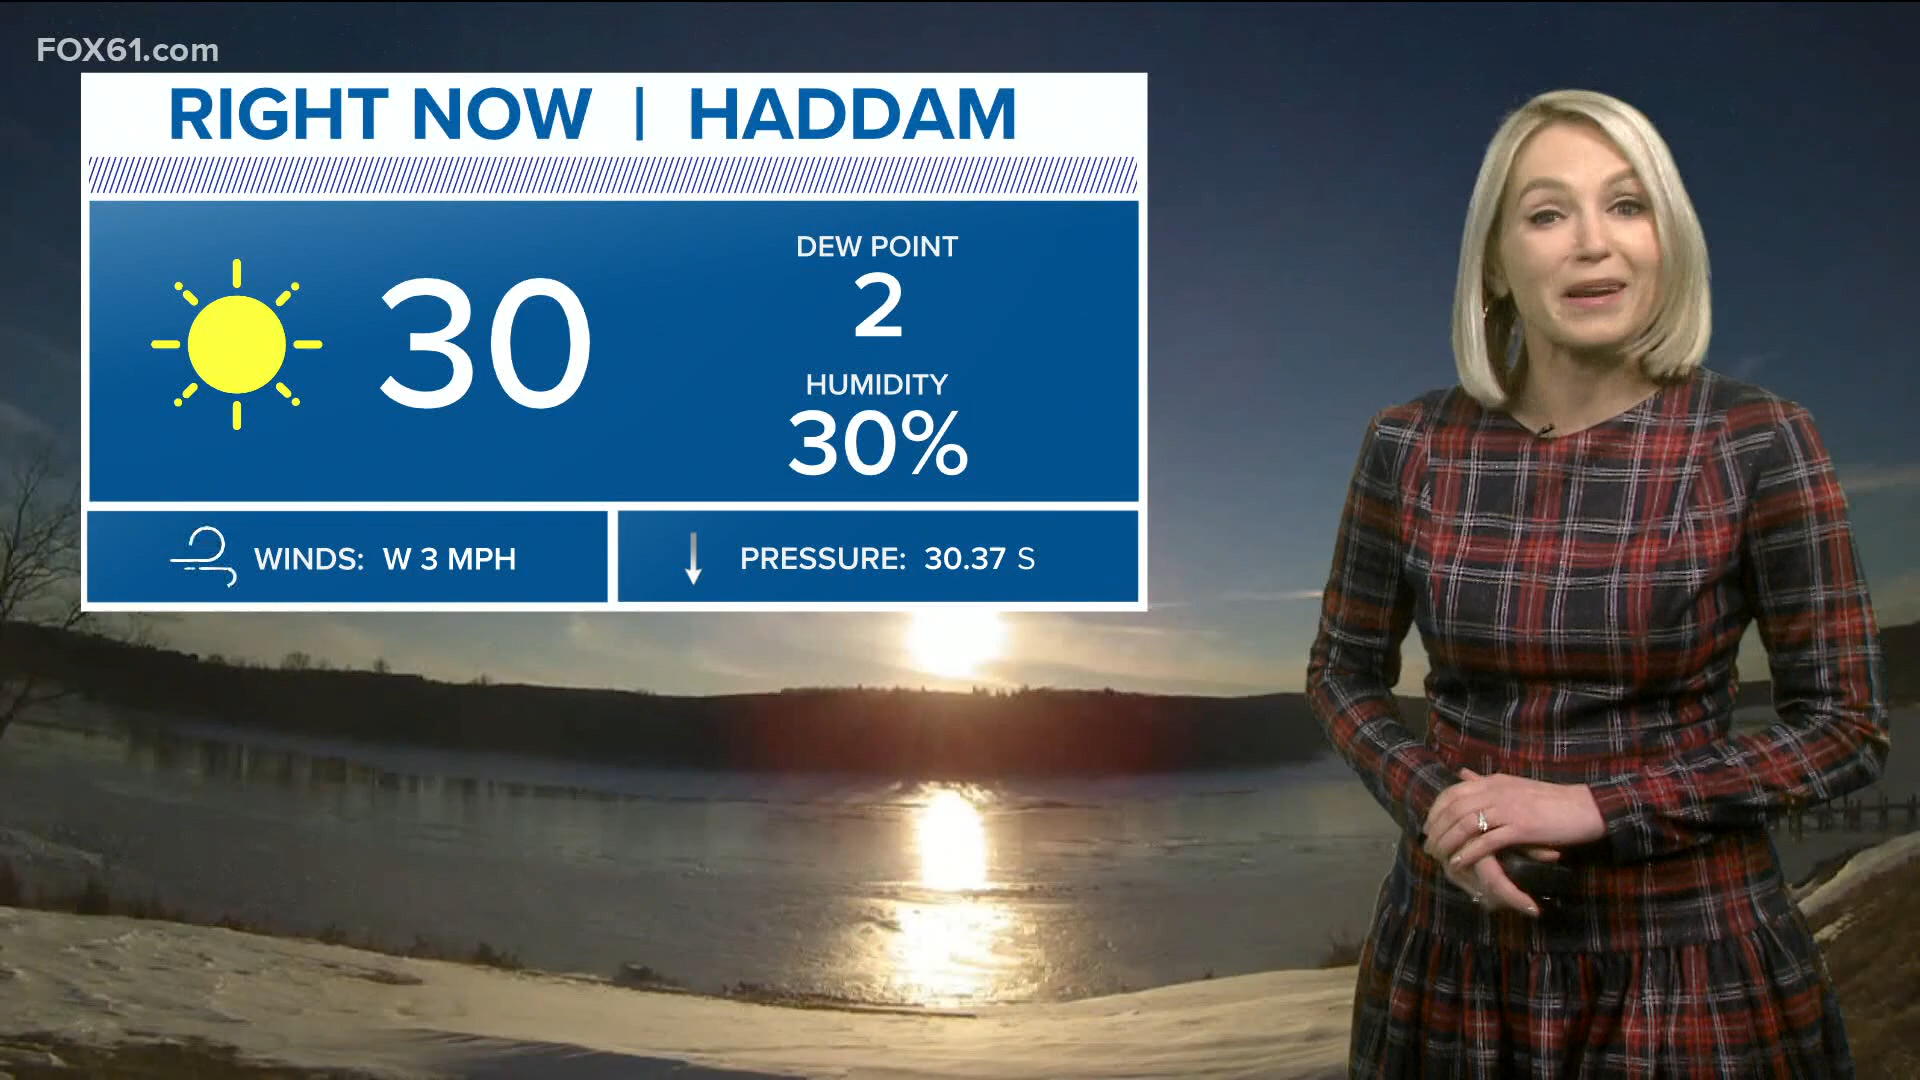 FOX61.com
RIGHT NOW | HADDAM
30
DEW POINT
2
HUMIDITY
30%
WINDS: W 3 MPH
PRESSURE: 30.37 S